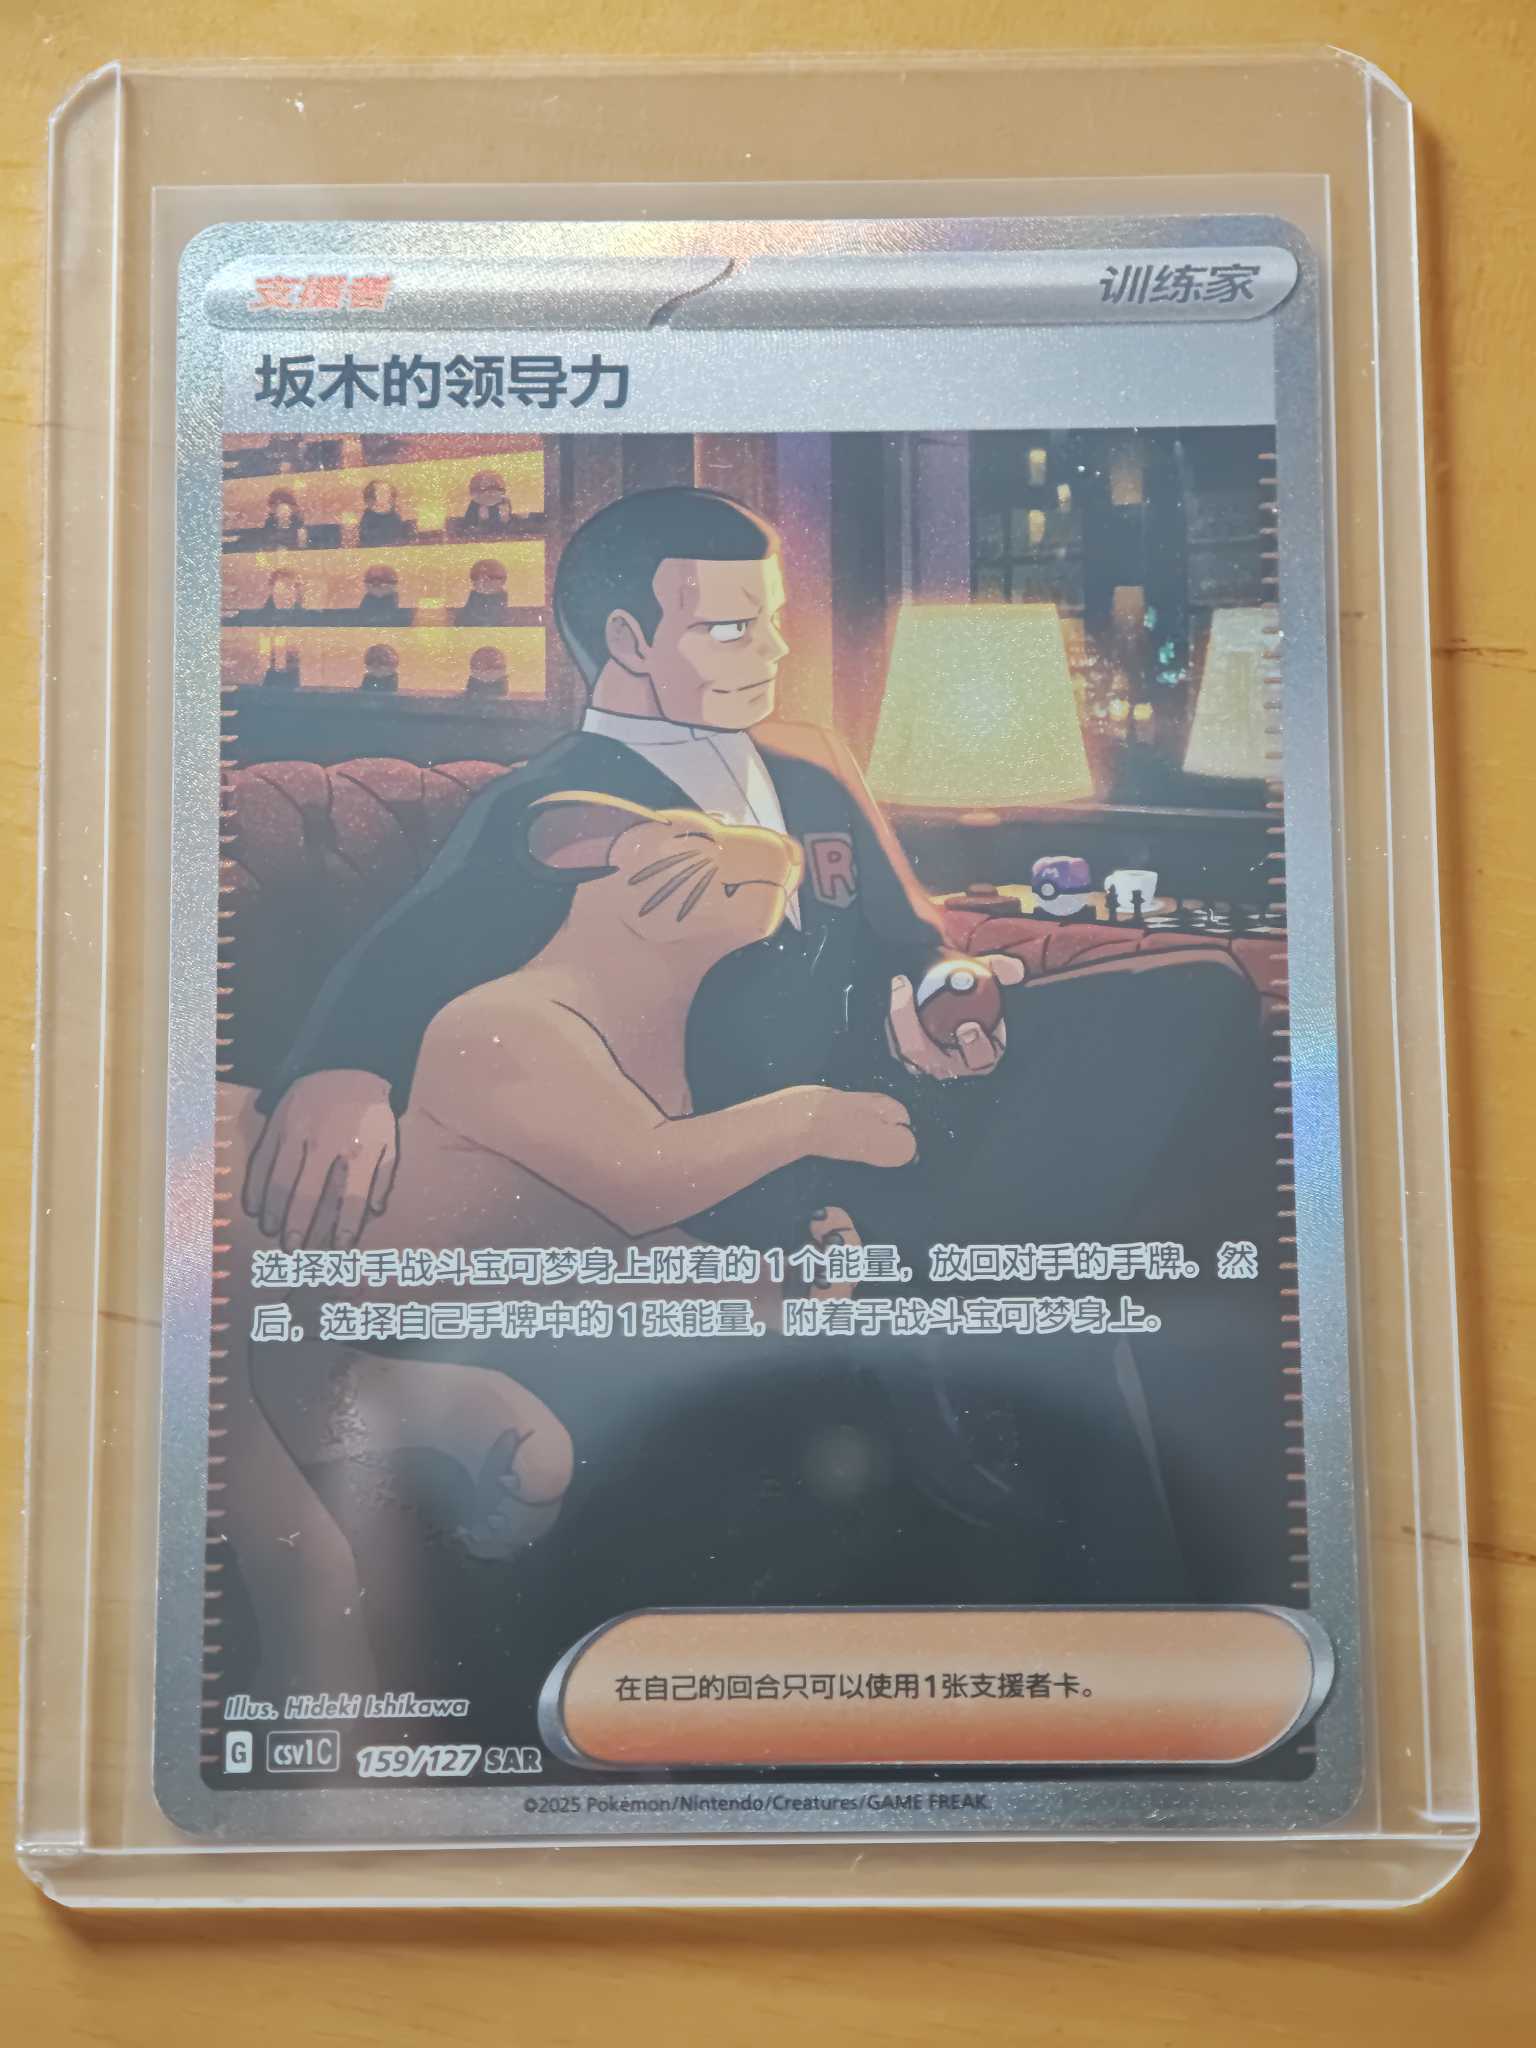 支援者
训练家
坂木的领导力
R
M
选择对手战斗宝可梦身上附着的1个能量，放回对手的手牌。然
后，选择自己手牌中的1张能量，附着于战斗宝可梦身上。
在自己的回合只可以使用1张支援者卡。
Illus. Hideki Ishikawa
G CSV1C 159/127 SAR
©2025 Pokémon/Nintendo/Creatures/GAME FREAK